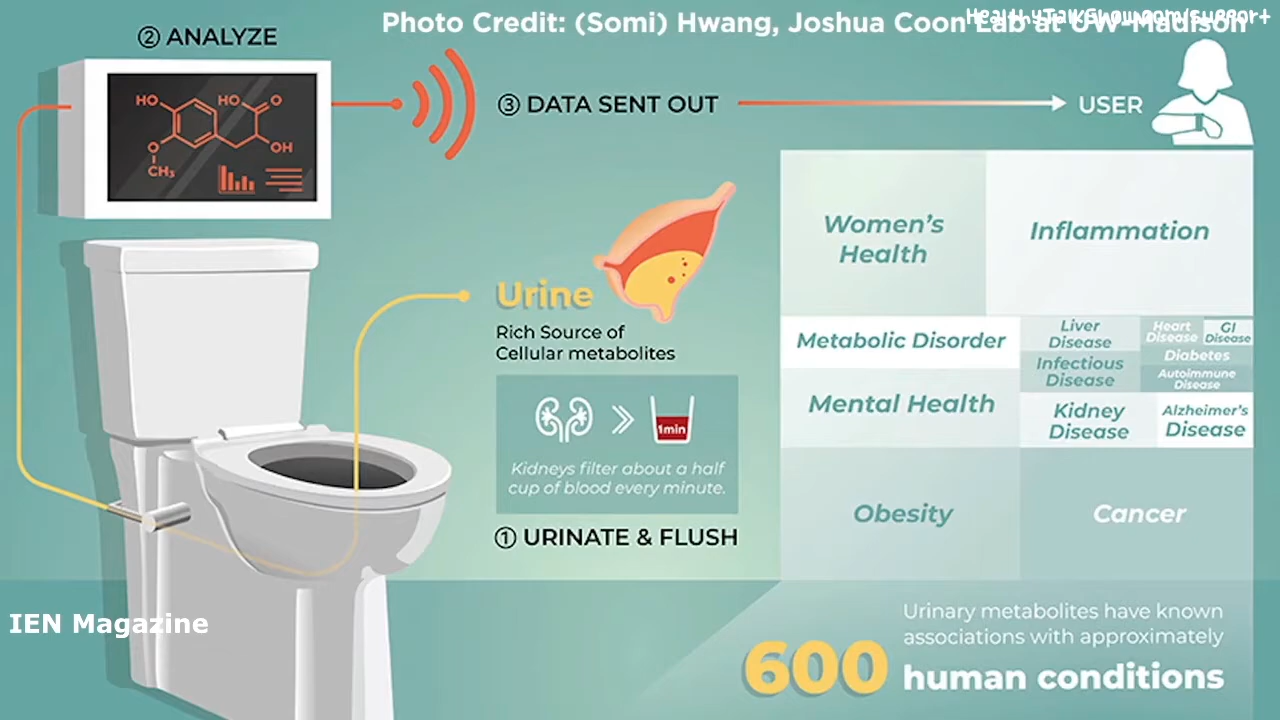 Photo Credit: (Somi) Hwang, Joshua Coon Lab at UW-Madison
HealthyTalkShow.com/support
② ANALYZE
HO
HO
O
OH
O
CH₃
③ DATA SENT OUT
USER
Urine
Rich Source of
Cellular metabolites
1min
Kidneys filter about a half
cup of blood every minute.
① URINATE & FLUSH
Women's
Health
Inflammation
Metabolic Disorder
Liver
Disease
Heart
Disease
GI
Disease
Infectious
Disease
Diabetes
Autoimmune
Disease
Mental Health
Kidney
Disease
Alzheimer's
Disease
Obesity
Cancer
IEN Magazine
Urinary metabolites have known
associations with approximately
600 human conditions